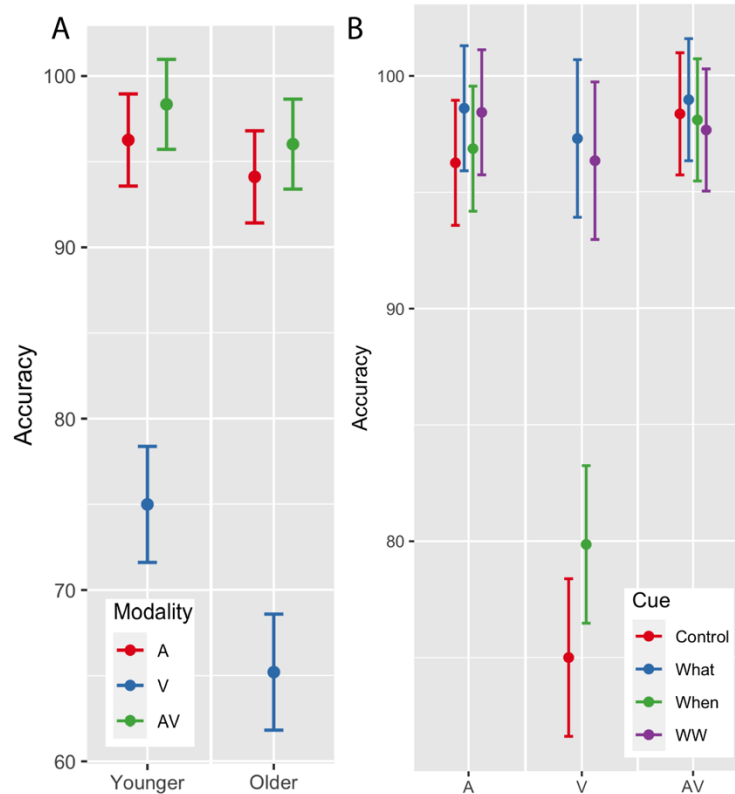 A
B
100
90
80
70
60
Accuracy
Modality
A
V
AV
Younger
Older
100
90
80
Accuracy
Cue
Control
What
When
WW
A
V
AV